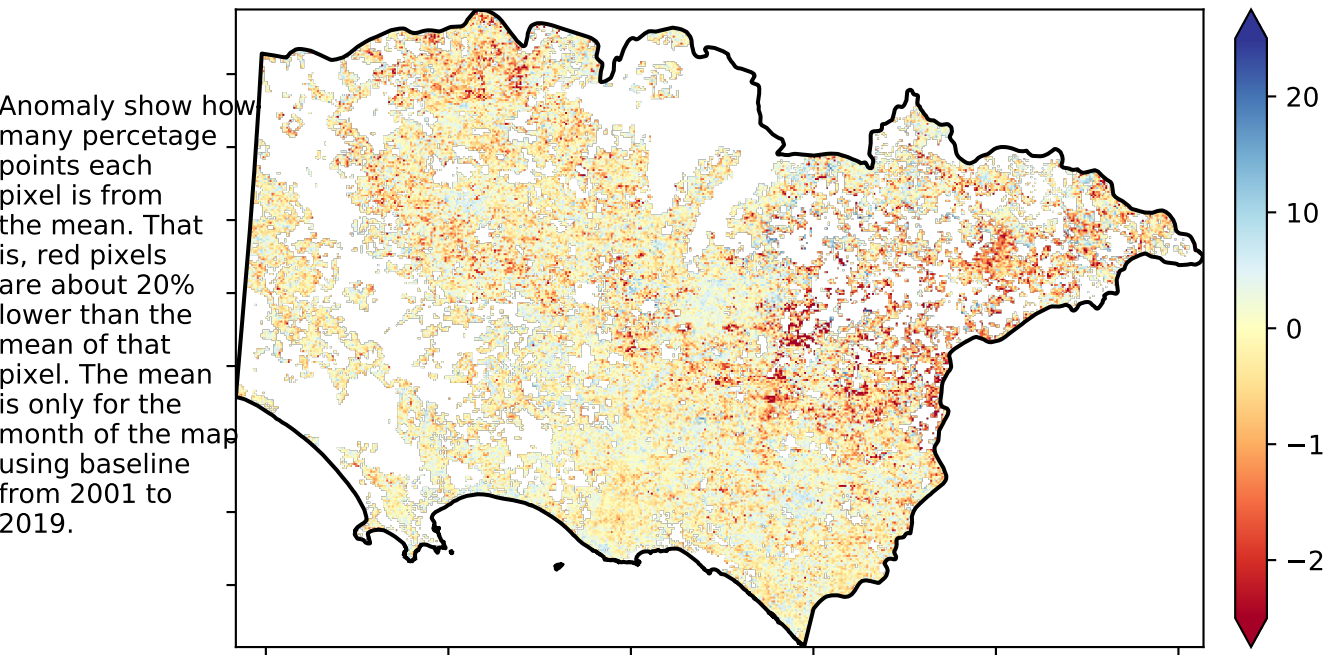 Anomaly show how
many percetage
points each
pixel is from
the mean. That
is, red pixels
are about 20%
lower than the
mean of that
pixel. The mean
is only for the
month of the map
using baseline
from 2001 to
2019.
20
10
0
−1
−2